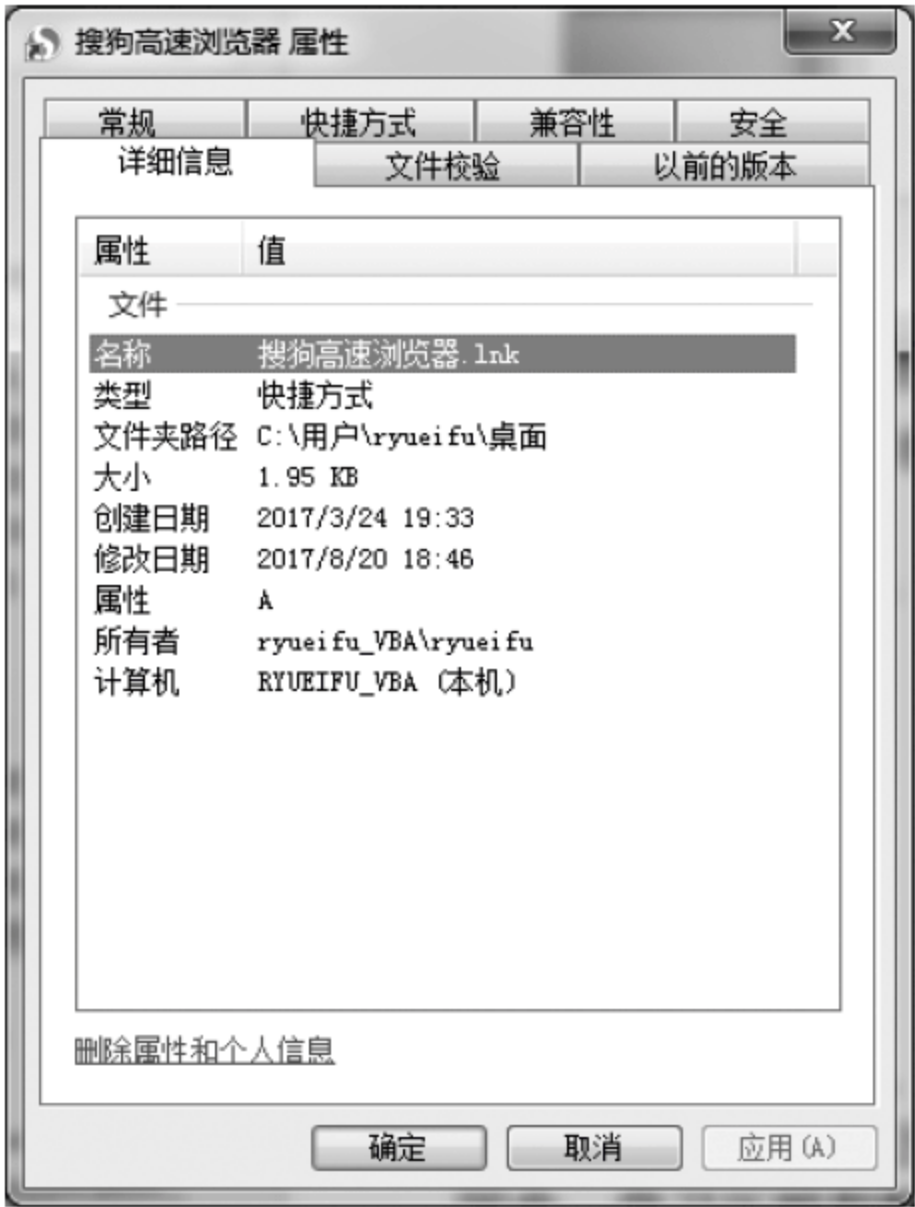 搜狗高速浏览器 属性
x
常规 快捷方式 兼容性 安全
详细信息 文件校验 以前的版本
属性 值
文件
名称 搜狗高速浏览器.lnk
类型 快捷方式
文件夹路径 C:\用户\ryueifu\桌面
大小 1.95 KB
创建日期 2017/3/24 19:33
修改日期 2017/8/20 18:46
属性 A
所有者 ryueifu_VBA\ryueifu
计算机 RYUEIFU_VBA (本机)
删除属性和个人信息
确定 取消 应用(A)